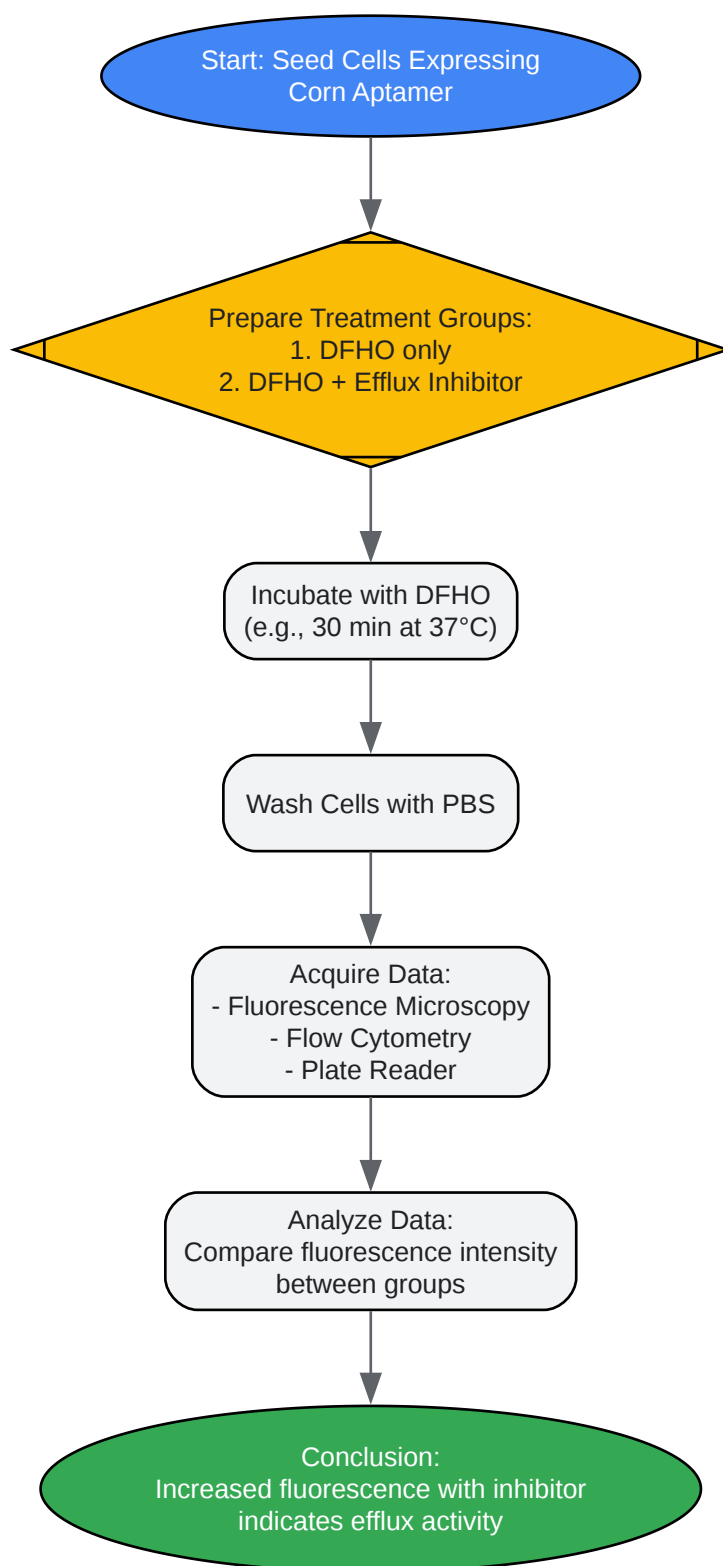 Start: Seed Cells Expressing
Corn Aptamer
Prepare Treatment Groups:
1. DFHO only
2. DFHO + Efflux Inhibitor
Incubate with DFHO
(e.g., 30 min at 37°C)
Wash Cells with PBS
Acquire Data:
- Fluorescence Microscopy
- Flow Cytometry
- Plate Reader
Analyze Data:
Compare fluorescence intensity
between groups
Conclusion:
Increased fluorescence with inhibitor
indicates efflux activity